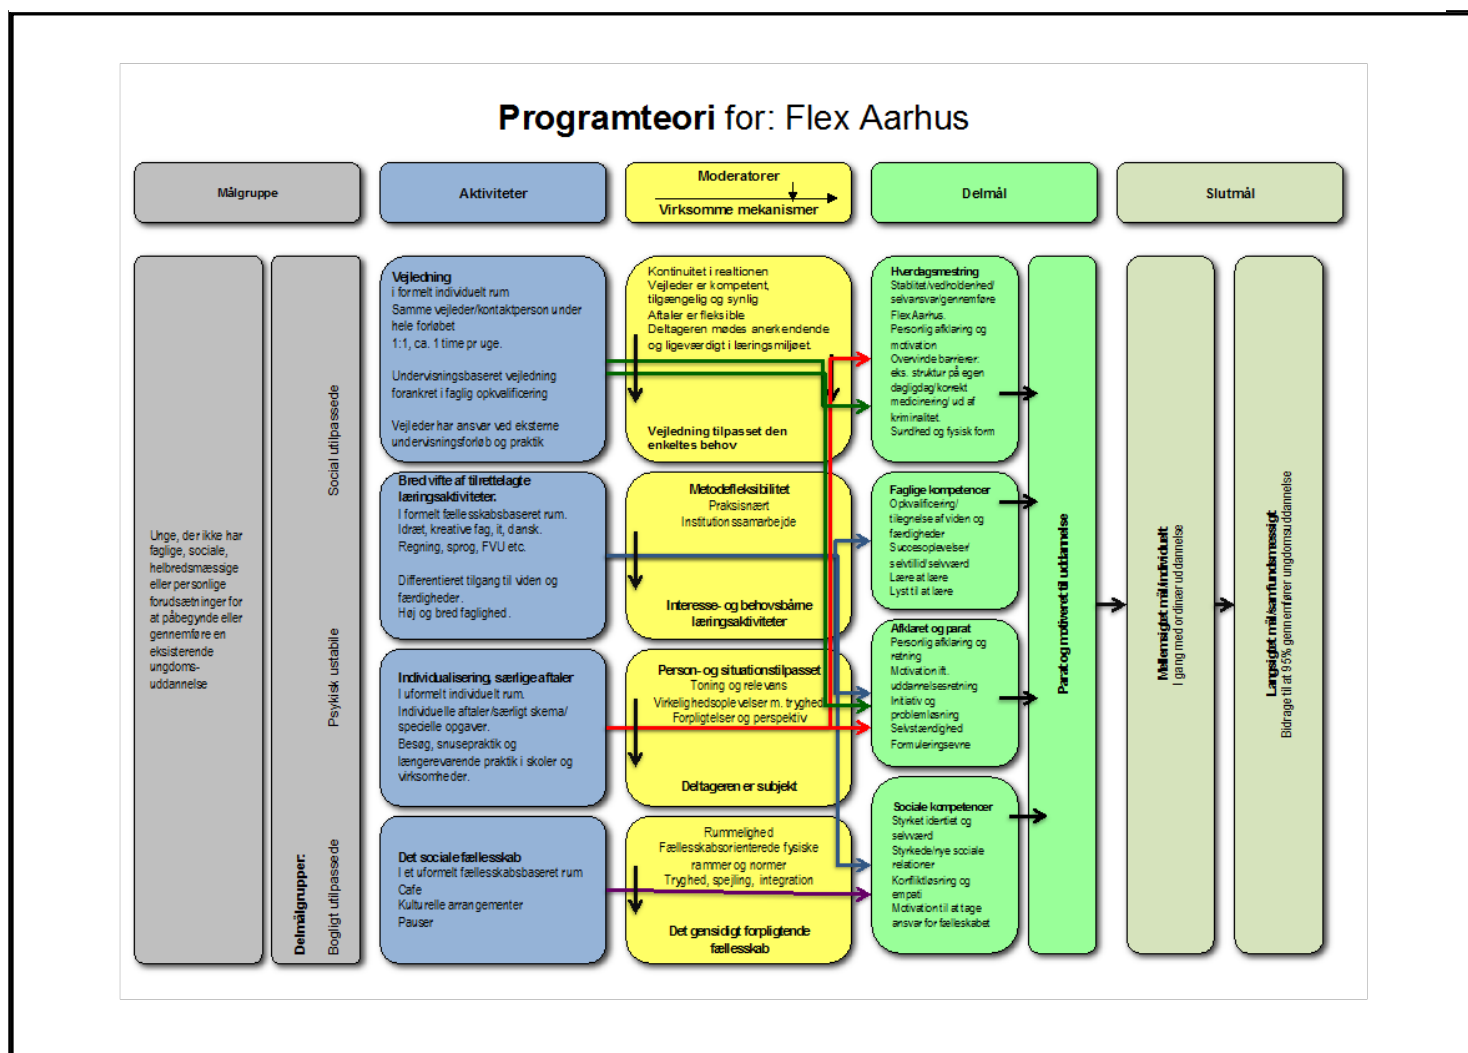 Programteori for: Flex Aarhus
Målgruppe
Aktiviteter
Moderatorer
Virksomme mekanismer
Delmål
Slutmål
Unge, der ikke har
faglige, sociale,
helbredsmæssige
eller personlige
forudsætninger for
at påbegynde eller
gennemføre en
eksisterende
ungdoms-
uddannelse
Delmålgrupper:
Bogligt utilpassede
Psykisk ustabile
Social utilpassede
Vejledning
i formelt individuelt rum
Samme vejleder/kontaktperson under
hele forløbet
1:1, ca. 1 time pr uge.
Undervisningsbaseret vejledning
forankret i faglig opkvalificering
Vejleder har ansvar ved eksterne
undervisningsforløb og praktik
Bred vifte af tilrettelagte
læringsaktiviteter.
I formelt fællesskabsbaseret rum.
Idræt, kreative fag, it, dansk.
Regning, sprog, FVU etc.
Differentieret tilgang til viden og
færdigheder.
Høj og bred faglighed.
Individualisering, særlige aftaler
I uformelt individuelt rum.
Individuelle aftaler/særligt skema/
specielle opgaver.
Besøg, snusepraktik og
længerevarende praktik i skoler og
virksomheder.
Det sociale fællesskab
I et uformelt fællesskabsbaseret rum
Cafe
Kulturelle arrangementer
Pauser
Kontinuitet i realtionen
Vejleder er kompetent,
tilgængelig og synlig
Aftaler er fleksible
Deltageren mødes anerkendende
og ligeværdigt i læringsmiljøet.
Vejledning tilpasset den
enkeltes behov
Metodefleksibilitet
Praksisnært
Institutionssamarbejde
Interesse- og behovsbårne
læringsaktiviteter
Person- og situationstilpasset
Toning og relevans
Virkelighedsoplevelser m. tryghed
Forpligtelser og perspektiv
Deltageren er subjekt
Rummelighed
Fællesskabsorienterede fysiske
rammer og normer
Tryghed, spejling, integration
Det gensidigt forpligtende
fællesskab
Hverdagsmestring
Stabilitet/vedholdenhed/
selvansvar/gennemføre
Flex Aarhus.
Personlig afklaring og
motivation
Overvinde barrierer:
eks. struktur på egen
dagligdag/korrekt
medicinering/ ud af
kriminalitet.
Sundhed og fysisk form
Faglige kompetencer
Opkvalificering/
tilegnelse af viden og
færdigheder
Succesoplevelser/
selvtillid/selvværd
Lære at lære
Lyst til at lære
Afklaret og parat
Personlig afklaring og
retning
Motivation ift.
uddannelsesretning
Initiativ og
problemløsning
Selvstændighed
Formuleringsevne
Sociale kompetencer
Styrket identiet og
selvværd
Styrkede/nye sociale
relationer
Konfliktløsning og
empati
Motivation til at tage
ansvar for fælleskabet
Parat og motiveret til uddannelse
Mellemsigtet mål/individuelt
I gang med ordinær uddannelse
Langsigtet mål/samfundsmæssigt
Bidrage til at 95% gennemfører ungdomsuddannelse